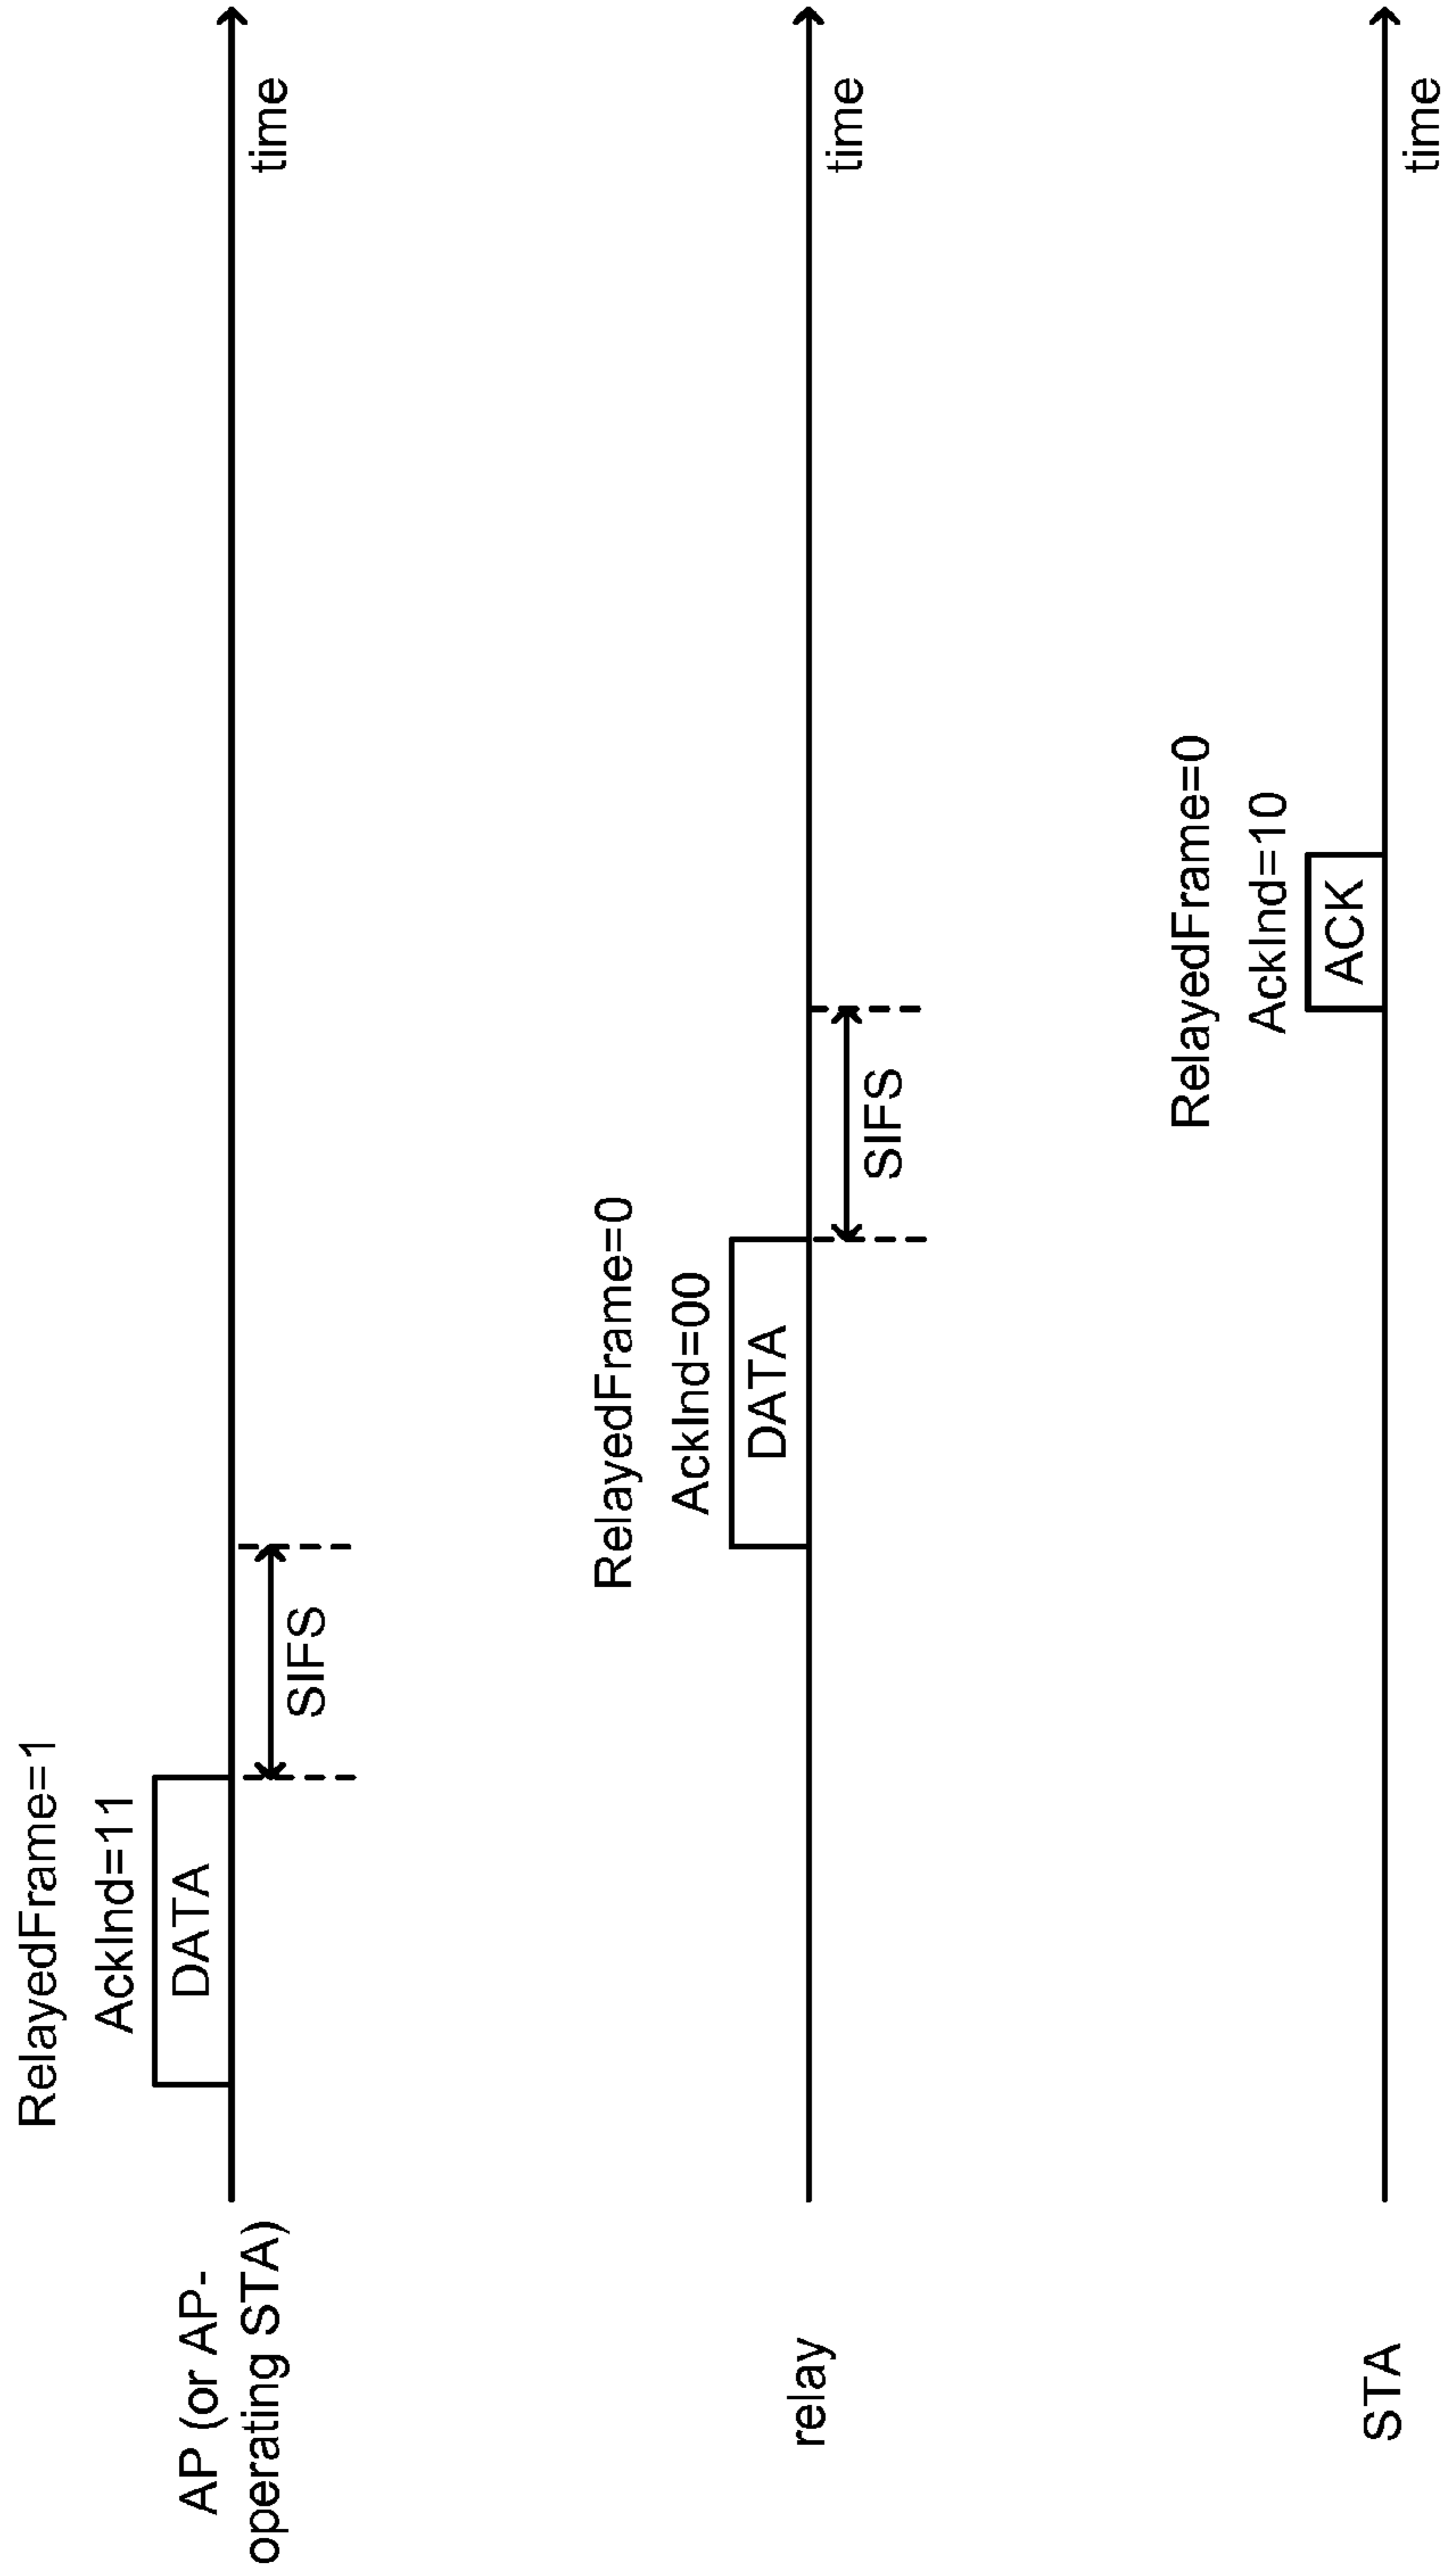 RelayedFrame=1
AckInd=11
DATA
AP (or AP-
operating STA)
SIFS
time
RelayedFrame=0
AckInd=00
DATA
relay
SIFS
time
RelayedFrame=0
AckInd=10
ACK
STA
time